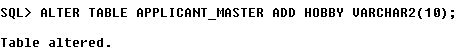 SQL> ALTER TABLE APPLICANT_MASTER ADD HOBBY VARCHAR2(10);
Table altered.